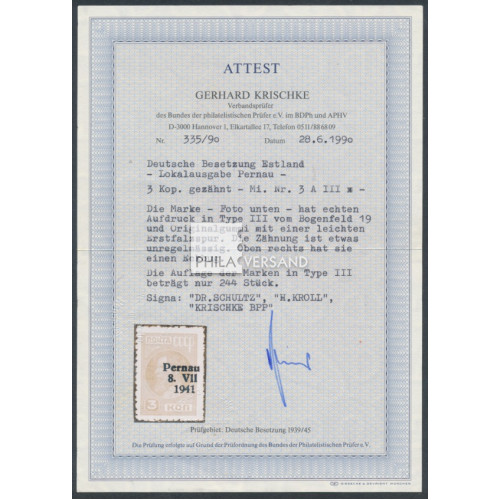 ATTEST
GERHARD KRISCHKE
Verbandsprüfer
des Bundes der philatelistischen Prüfer e.V. im BDPh und APHV
D-3000 Hannover 1, Elkartallee 17, Telefon 0511/88 68 09
Nr. 335/90 Datum 28.6.1990
Deutsche Besetzung Estland
- Lokalausgabe Pernau -
3 Kop. gezähnt - Mi. Nr. 3 A III * -
Die Marke - Foto unten - hat echten
Aufdruck in Type III vom Bogenfeld 19
und Originalgummi mit einer leichten
Erstfalzspur. Die Zähnung ist etwas
unregelmässig. Oben rechts hat sie
einen
PHILA VERSAND
Die Auflage der Marken in Type III
beträgt nur 244 Stück.
Signa: "DR.SCHULTZ", "H.KROLL",
"KRISCHKE BPP"
ПОЧТА
Pernau
8. VII
1941
3 КОП
Prüfgebiet: Deutsche Besetzung 1939/45
Die Prüfung erfolgte auf Grund der Prüfordnung des Bundes der Philatelistischen Prüfer e.V.